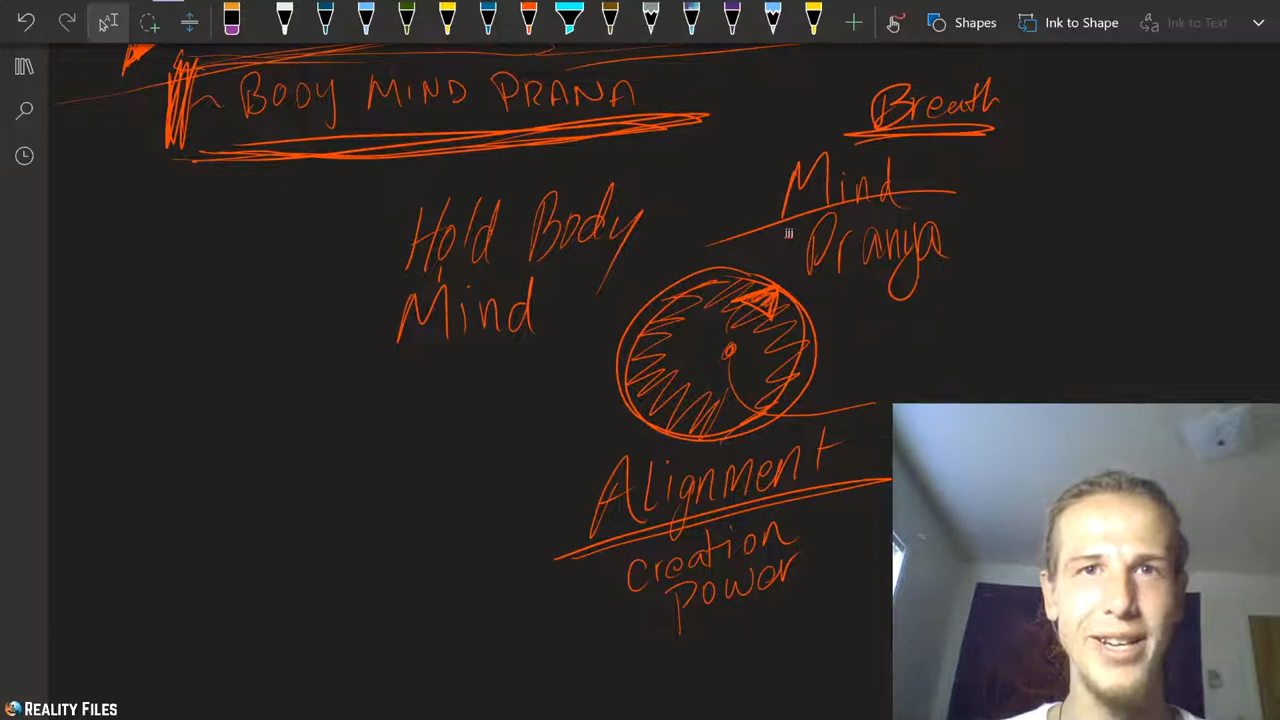 Shapes
Ink to Shape
Ink to Text
~ BODY MIND PRANA
Breath
Mind
Pranya
Hold Body
Mind
Alignment
Creation
Power
REALITY FILES